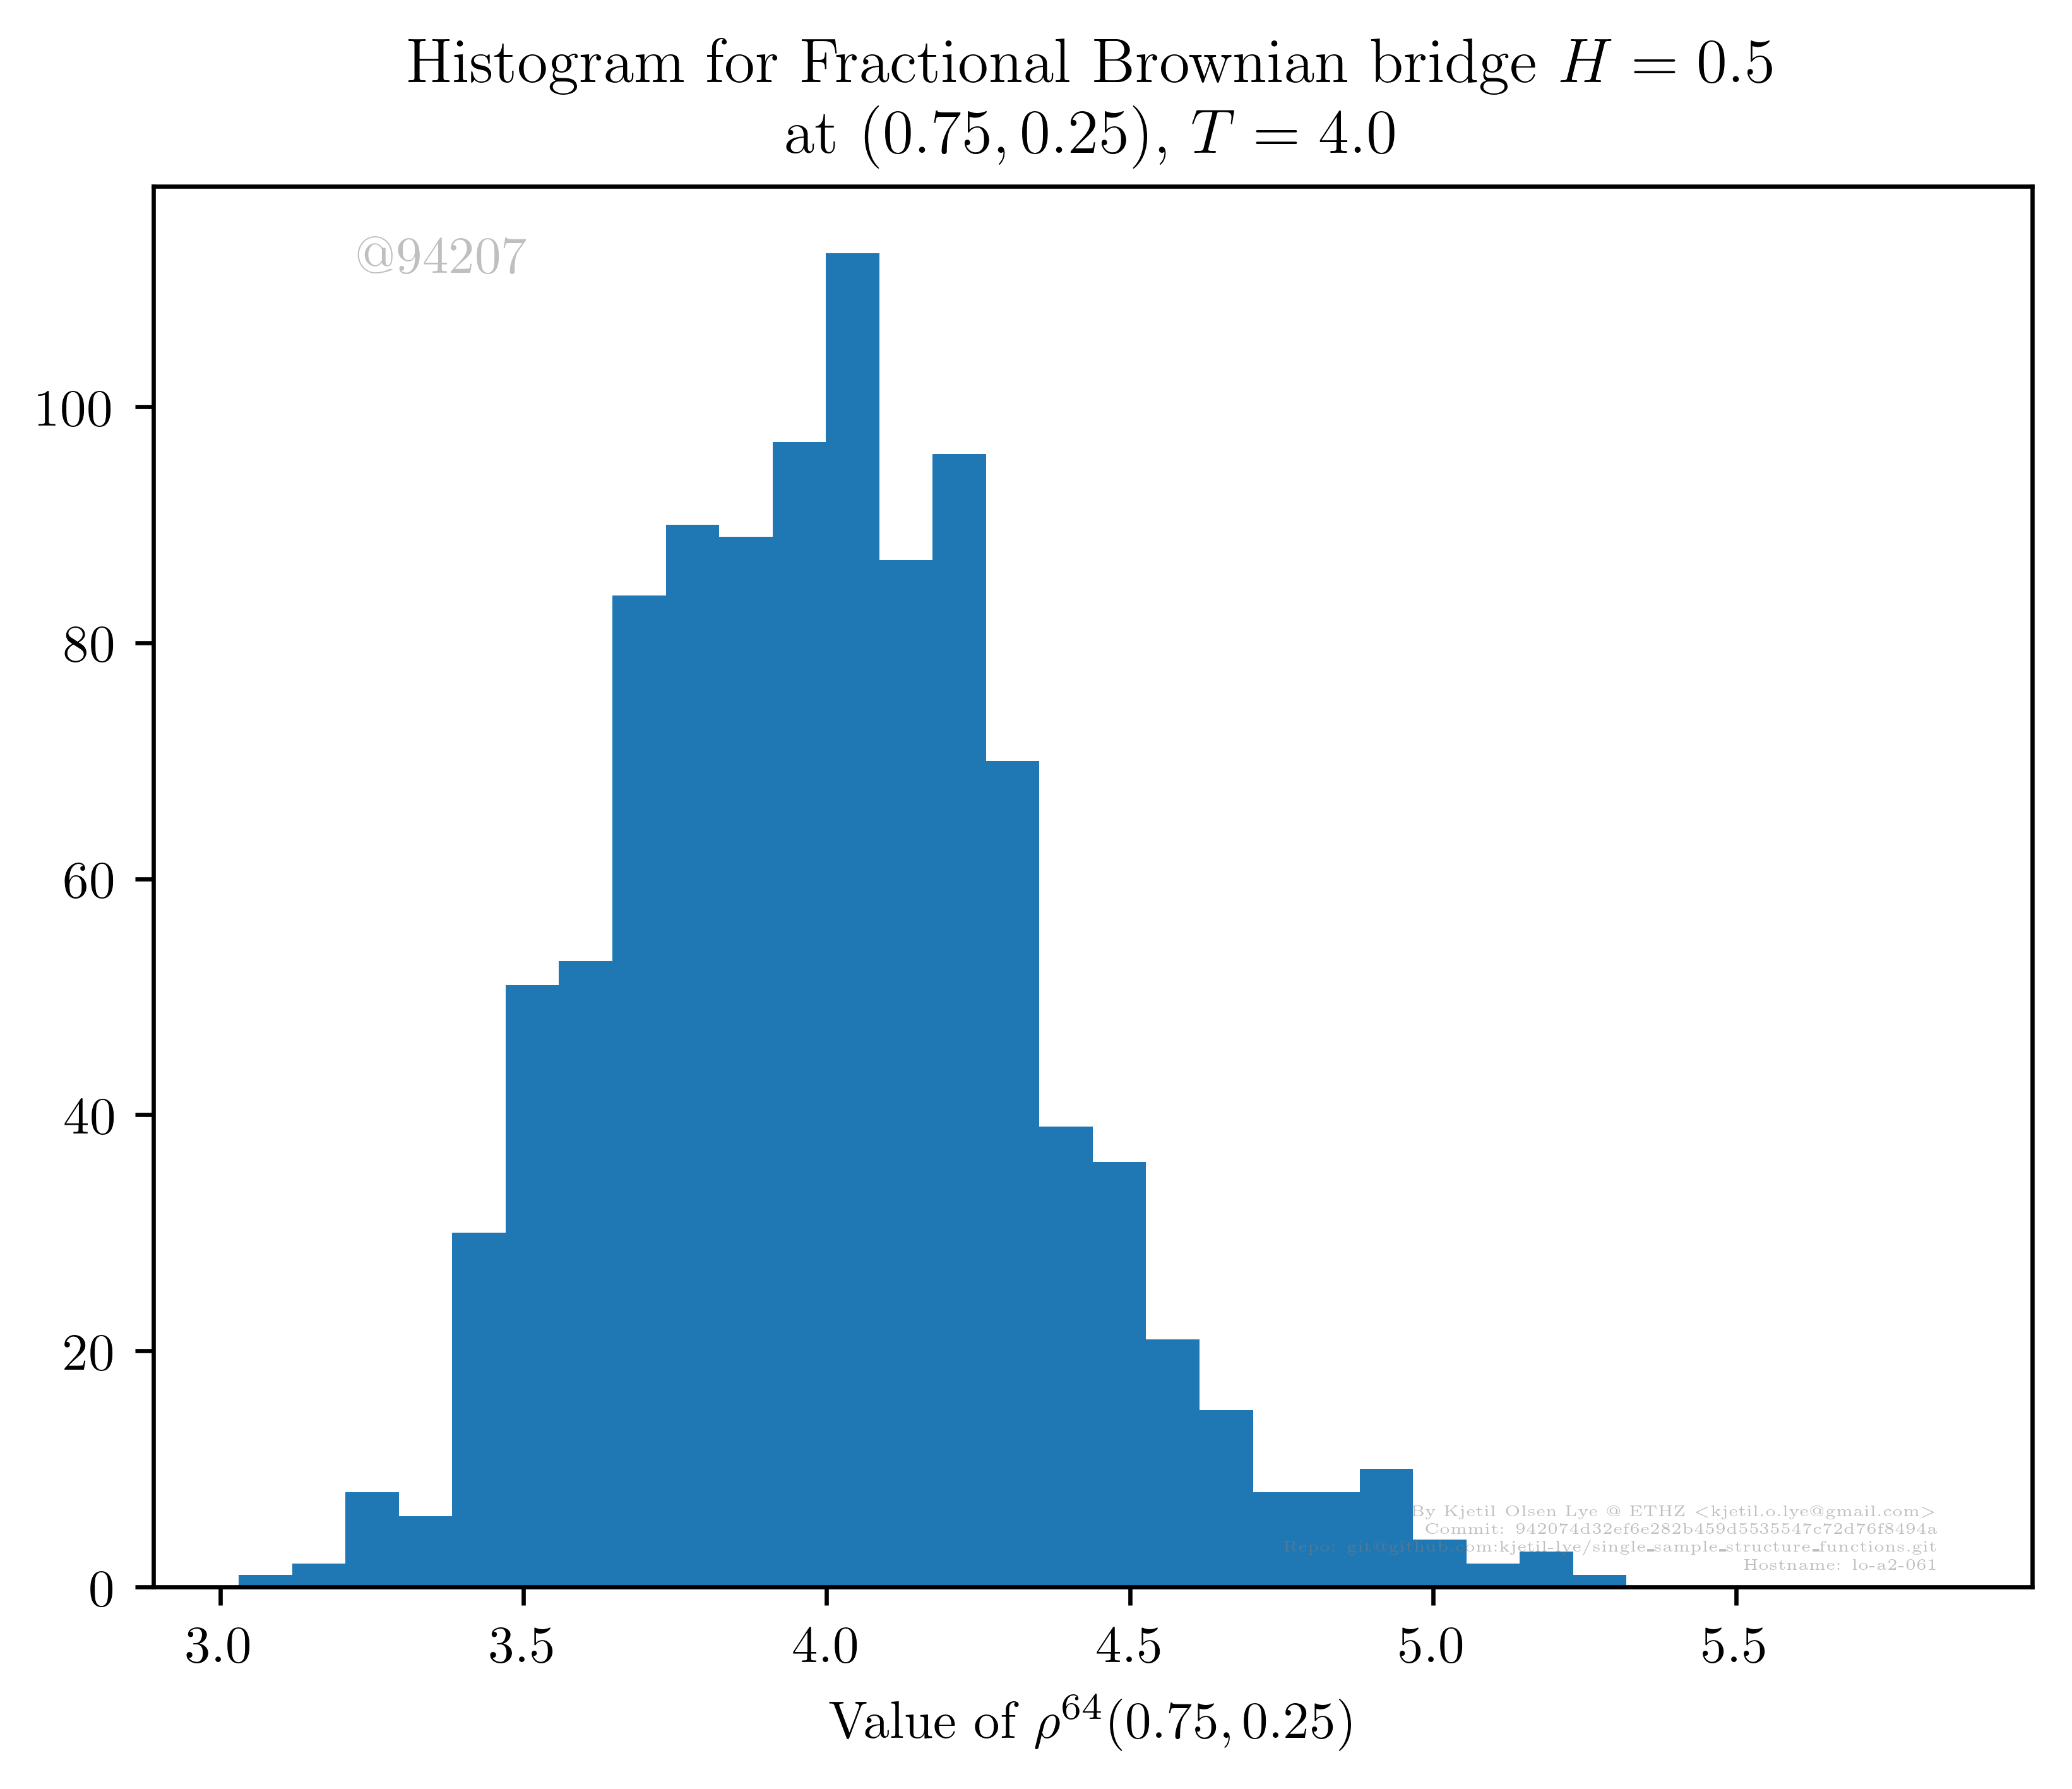 Histogram for Fractional Brownian bridge H = 0.5
at (0.75, 0.25), T = 4.0
@94207
100
80
60
40
20
0
3.0 3.5 4.0 4.5 5.0 5.5
By Kjetil Olsen Lye @ ETHZ <kjetil.o.lye@gmail.com>
Commit: 942074d32ef6e282b459d5535547c72d76f8494a
Repo: git@github.com:kjetil-lye/single_sample_structure_functions.git
Hostname: lo-a2-061
Value of ρ⁶⁴(0.75, 0.25)